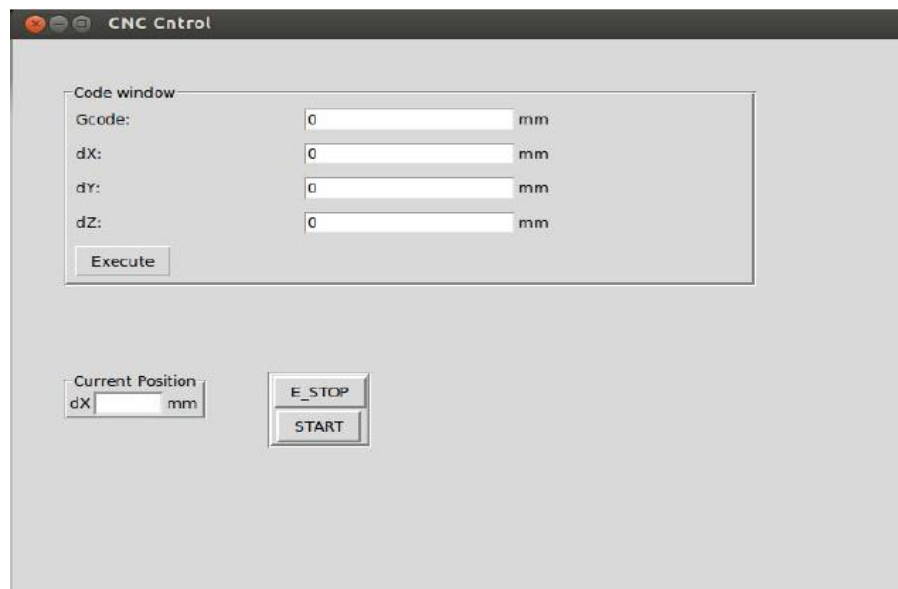 CNC Cntrol
Code window
Gcode: 0 mm
dX: 0 mm
dY: 0 mm
dZ: 0 mm
Execute
Current Position
dX mm
E_STOP
START